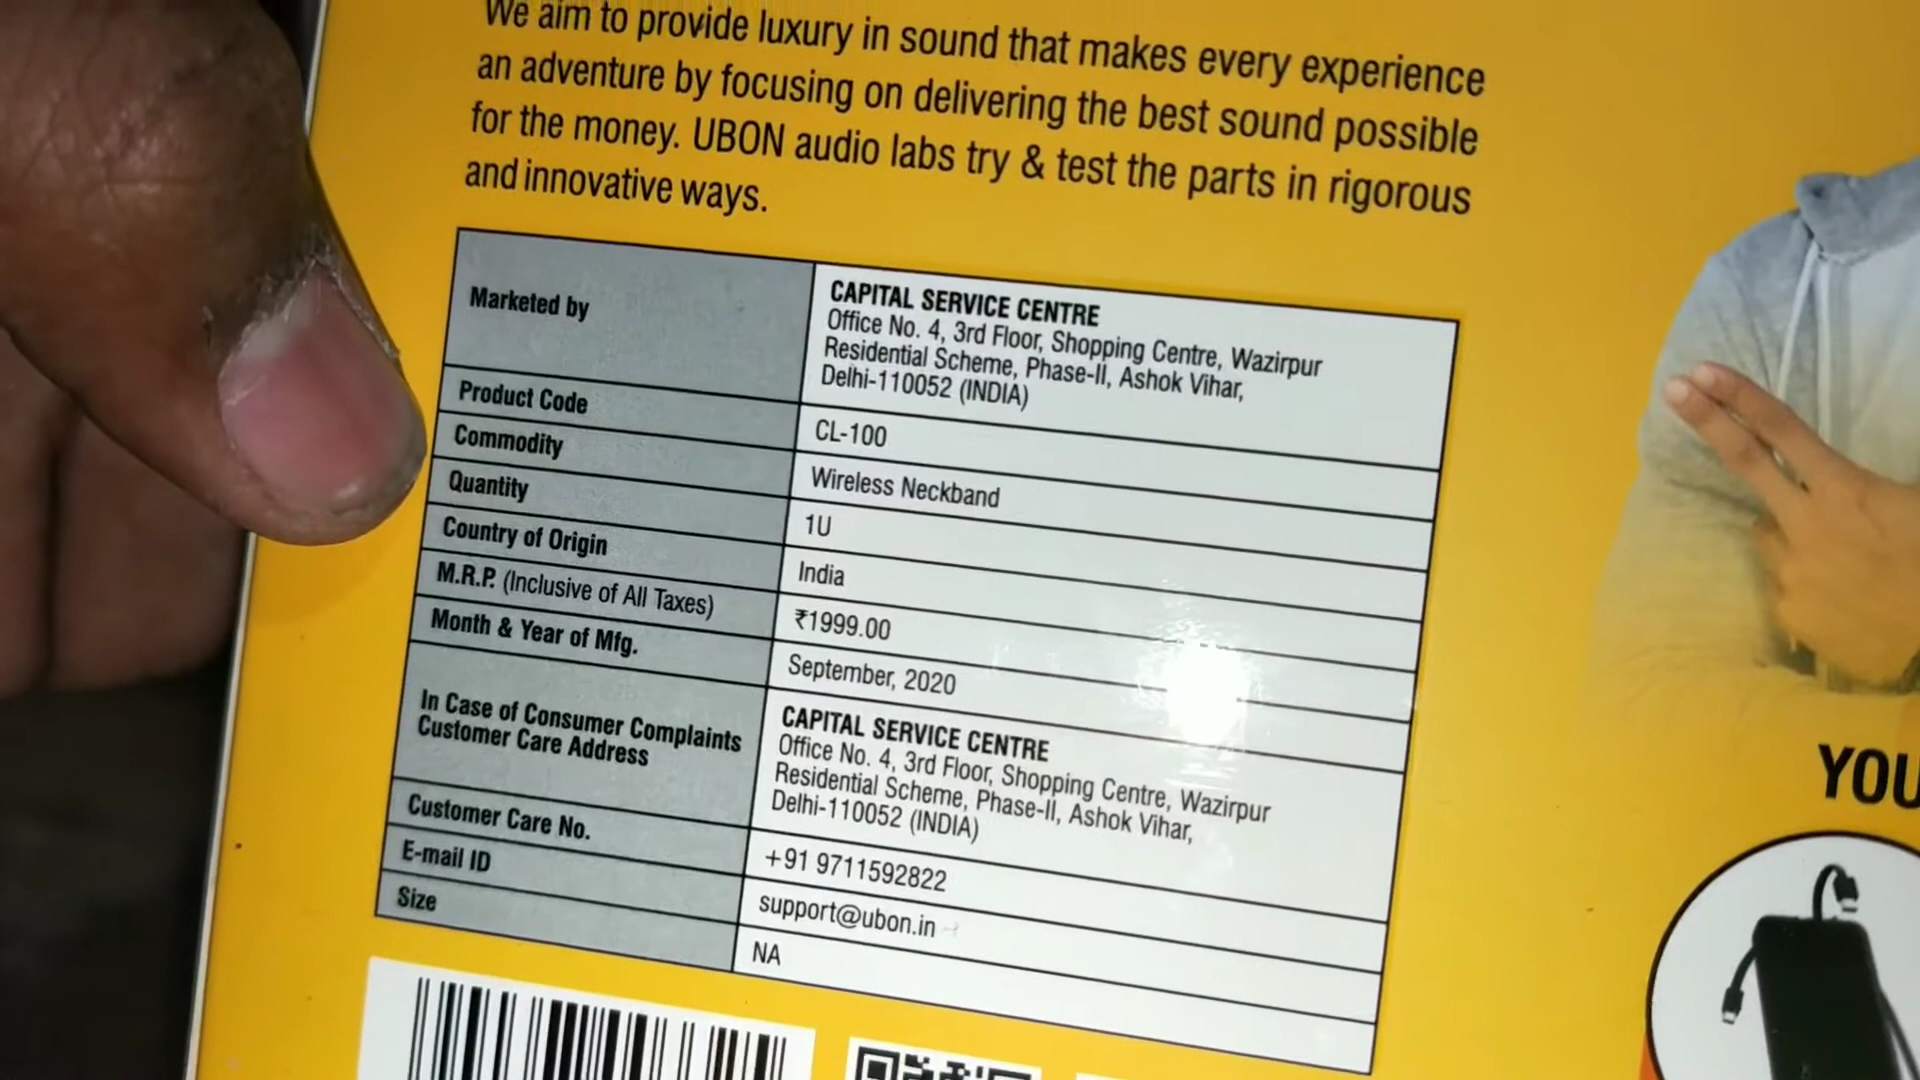 We aim to provide luxury in sound that makes every experience
an adventure by focusing on delivering the best sound possible
for the money. UBON audio labs try & test the parts in rigorous
and innovative ways.
Marketed by
CAPITAL SERVICE CENTRE
Office No. 4, 3rd Floor, Shopping Centre, Wazirpur
Residential Scheme, Phase-II, Ashok Vihar,
Delhi-110052 (INDIA)
Product Code
CL-100
Commodity
Wireless Neckband
Quantity
1U
Country of Origin
India
M.R.P. (Inclusive of All Taxes)
₹1999.00
Month & Year of Mfg.
September, 2020
In Case of Consumer Complaints
Customer Care Address
CAPITAL SERVICE CENTRE
Office No. 4, 3rd Floor, Shopping Centre, Wazirpur
Residential Scheme, Phase-II, Ashok Vihar,
Delhi-110052 (INDIA)
Customer Care No.
+91 9711592822
E-mail ID
support@ubon.in
Size
NA